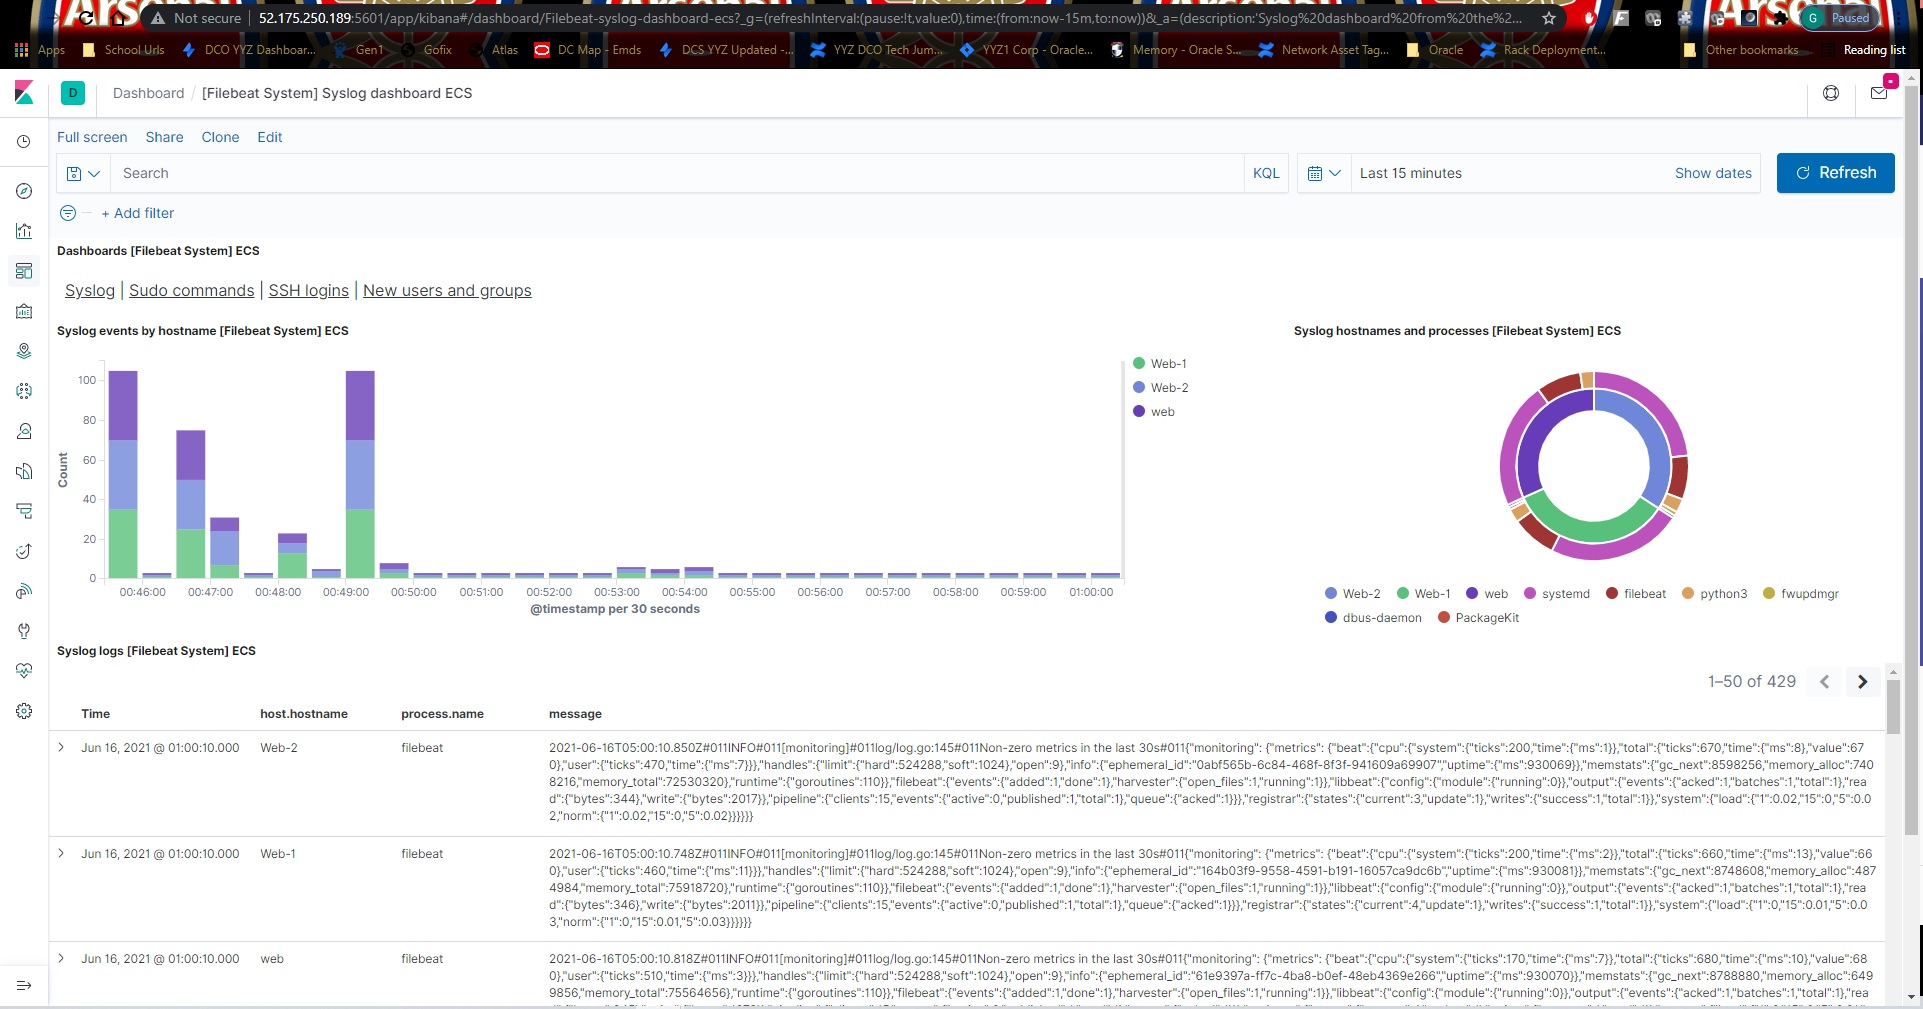 Arsenal
Arsenal
Not secure | 52.175.250.189:5601/app/kibana#/dashboard/Filebeat-syslog-dashboard-ecs?_g=(refreshInterval:(pause:!t,value:0),time:(from:now-15m,to:now))&_a=(description:'Syslog%20dashboard%20from%20the%2... G Paused
Apps School Urls DCO YYZ Dashboar... Gen1 Gofix Atlas DC Map - Emds DCS YYZ Updated -... YYZ DCO Tech Jum... YYZ1 Corp - Oracle... Memory - Oracle S... Network Asset Tag... Oracle Rack Deployment... Other bookmarks Reading list
D Dashboard / [Filebeat System] Syslog dashboard ECS
Full screen Share Clone Edit
Search KQL Last 15 minutes Show dates Refresh
+ Add filter
Dashboards [Filebeat System] ECS
Syslog | Sudo commands | SSH logins | New users and groups
Syslog events by hostname [Filebeat System] ECS
Count
100
80
60
40
20
0
00:46:00 00:47:00 00:48:00 00:49:00 00:50:00 00:51:00 00:52:00 00:53:00 00:54:00 00:55:00 00:56:00 00:57:00 00:58:00 00:59:00 01:00:00
@timestamp per 30 seconds
Web-1
Web-2
web
Syslog hostnames and processes [Filebeat System] ECS
Web-2 Web-1 web systemd filebeat python3 fwupdmgr
dbus-daemon PackageKit
Syslog logs [Filebeat System] ECS
1–50 of 429
Time host.hostname process.name message
Jun 16, 2021 @ 01:00:10.000 Web-2 filebeat 2021-06-16T05:00:10.850Z#011INFO#011[monitoring]#011log/log.go:145#011Non-zero metrics in the last 30s#011{"monitoring": {"metrics": {"beat":{"cpu":{"system":{"ticks":200,"time":{"ms":1}},"total":{"ticks":670,"time":{"ms":8},"value":67
0},"user":{"ticks":470,"time":{"ms":7}}},"handles":{"limit":{"hard":524288,"soft":1024},"open":9},"info":{"ephemeral_id":"0abf565b-6c84-468f-8f3f-941609a69907","uptime":{"ms":930069}},"memstats":{"gc_next":8598256,"memory_alloc":740
8216,"memory_total":72530320},"runtime":{"goroutines":110}},"filebeat":{"events":{"added":1,"done":1},"harvester":{"open_files":1,"running":1}},"libbeat":{"config":{"module":{"running":0}},"output":{"events":{"acked":1,"batches":1,"total":1},"rea
d":{"bytes":344},"write":{"bytes":2017}},"pipeline":{"clients":15,"events":{"active":0,"published":1,"total":1},"queue":{"acked":1}}},"registrar":{"states":{"current":3,"update":1},"writes":{"success":1,"total":1}},"system":{"load":{"1":0.02,"15":0,"5":0.0
2,"norm":{"1":0.02,"15":0,"5":0.02}}}}}}
Jun 16, 2021 @ 01:00:10.000 Web-1 filebeat 2021-06-16T05:00:10.748Z#011INFO#011[monitoring]#011log/log.go:145#011Non-zero metrics in the last 30s#011{"monitoring": {"metrics": {"beat":{"cpu":{"system":{"ticks":200,"time":{"ms":2}},"total":{"ticks":660,"time":{"ms":13},"value":66
0},"user":{"ticks":460,"time":{"ms":11}}},"handles":{"limit":{"hard":524288,"soft":1024},"open":9},"info":{"ephemeral_id":"164b03f9-9558-4591-b191-16057ca9dc6b","uptime":{"ms":930081}},"memstats":{"gc_next":8748608,"memory_alloc":487
4984,"memory_total":75918720},"runtime":{"goroutines":110}},"filebeat":{"events":{"added":1,"done":1},"harvester":{"open_files":1,"running":1}},"libbeat":{"config":{"module":{"running":0}},"output":{"events":{"acked":1,"batches":1,"total":1},"rea
d":{"bytes":346},"write":{"bytes":2011}},"pipeline":{"clients":15,"events":{"active":0,"published":1,"total":1},"queue":{"acked":1}}},"registrar":{"states":{"current":4,"update":1},"writes":{"success":1,"total":1}},"system":{"load":{"1":0,"15":0.01,"5":0.0
3,"norm":{"1":0,"15":0.01,"5":0.03}}}}}}
Jun 16, 2021 @ 01:00:10.000 web filebeat 2021-06-16T05:00:10.818Z#011INFO#011[monitoring]#011log/log.go:145#011Non-zero metrics in the last 30s#011{"monitoring": {"metrics": {"beat":{"cpu":{"system":{"ticks":170,"time":{"ms":7}},"total":{"ticks":680,"time":{"ms":10},"value":68
0},"user":{"ticks":510,"time":{"ms":3}}},"handles":{"limit":{"hard":524288,"soft":1024},"open":9},"info":{"ephemeral_id":"61e9397a-ff7c-4ba8-b0ef-48eb4369e266","uptime":{"ms":930070}},"memstats":{"gc_next":8788880,"memory_alloc":649
9856,"memory_total":75564656},"runtime":{"goroutines":110}},"filebeat":{"events":{"added":1,"done":1},"harvester":{"open_files":1,"running":1}},"libbeat":{"config":{"module":{"running":0}},"output":{"events":{"acked":1,"batches":1,"total":1},"rea